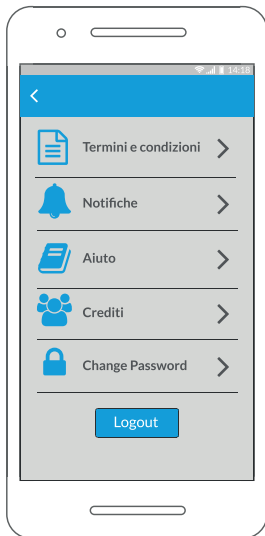 14.18
Termini e condizioni
Notifiche
Aiuto
Crediti
Change Password
Logout